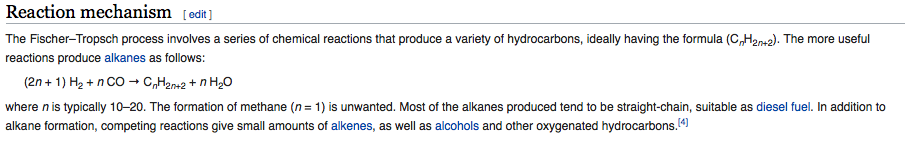 Reaction mechanism [ edit ]
The Fischer–Tropsch process involves a series of chemical reactions that produce a variety of hydrocarbons, ideally having the formula (CₙH₂ₙ₊₂). The more useful
reactions produce alkanes as follows:
(2n + 1) H₂ + n CO → CₙH₂ₙ₊₂ + n H₂O
where n is typically 10–20. The formation of methane (n = 1) is unwanted. Most of the alkanes produced tend to be straight-chain, suitable as diesel fuel. In addition to
alkane formation, competing reactions give small amounts of alkenes, as well as alcohols and other oxygenated hydrocarbons.[4]